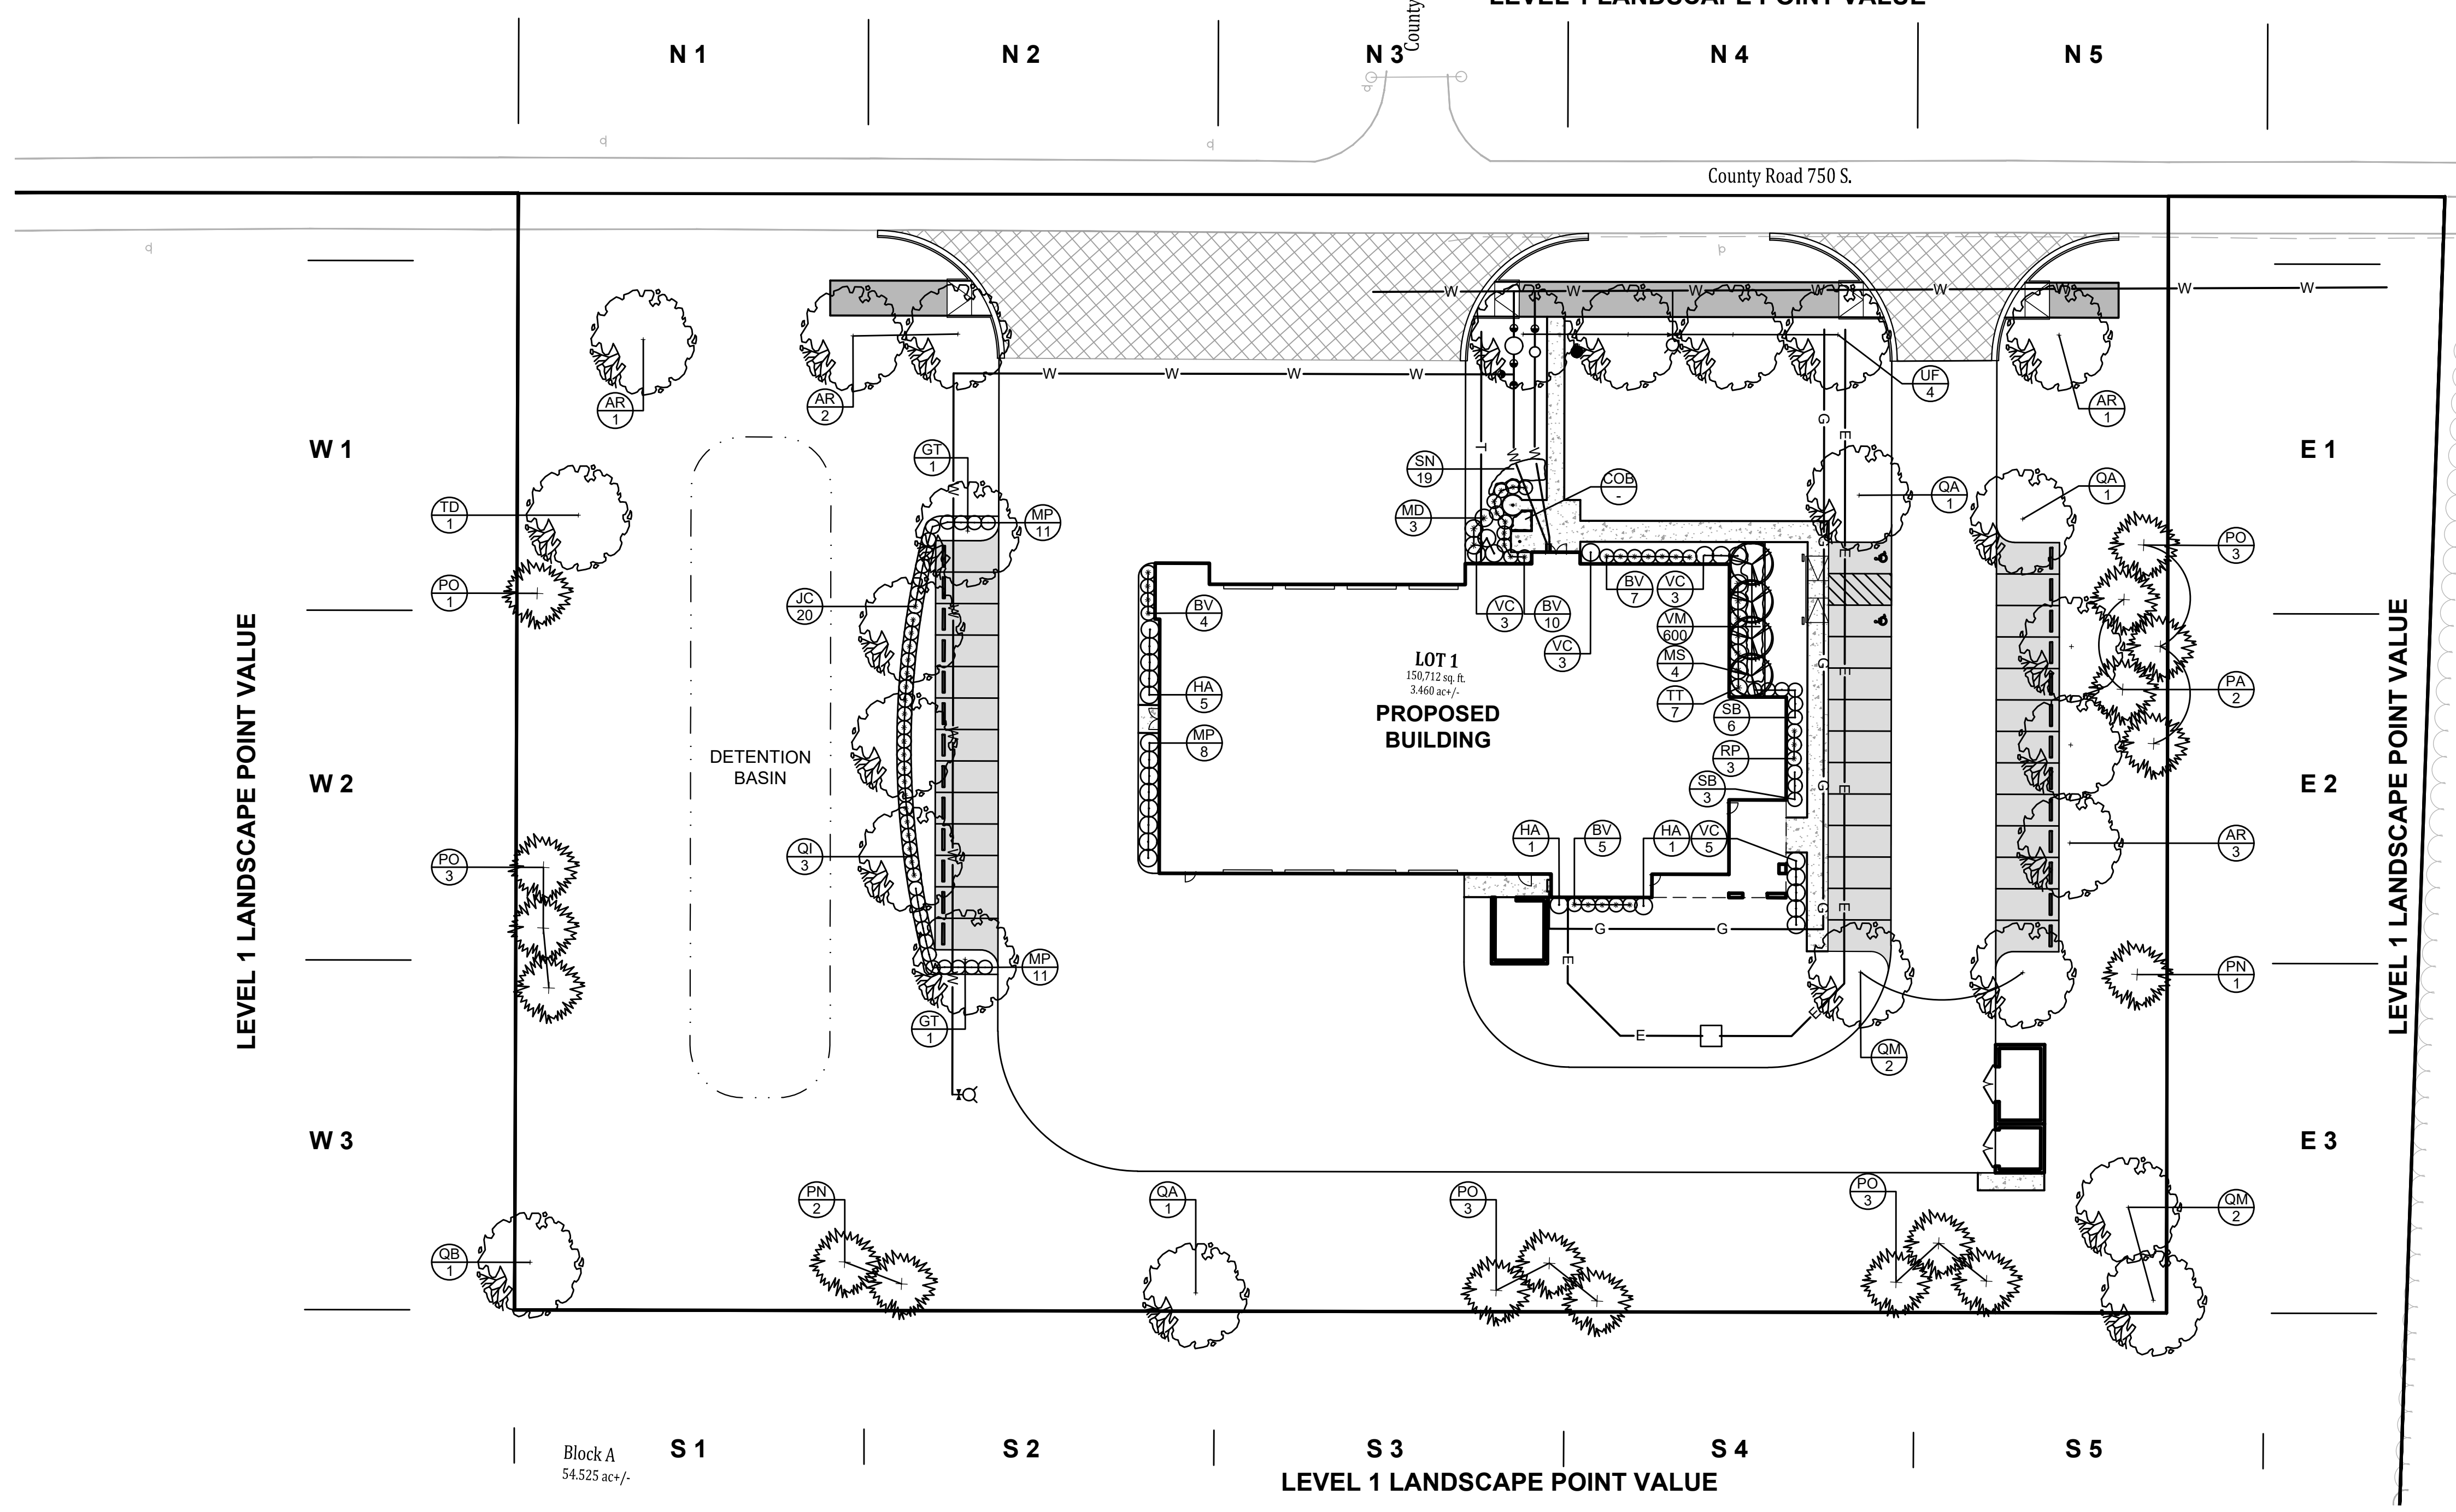 LEVEL 1 LANDSCAPE POINT VALUE
County
N 1
N 2
N 3
N 4
N 5
County Road 750 S.
W
W
W
W
W
W
W
W
W
W
W
AR
1
AR
2
UF
4
AR
1
W 1
E 1
GT
1
SN
19
COB
-
QA
1
QA
1
TD
1
MP
11
MD
3
PO
3
PO
1
JC
20
BV
4
VC
3
BV
10
BV
7
VC
3
VM
600
VC
3
MS
4
LOT 1
150,712 sq. ft.
3.460 ac+/-
PROPOSED
BUILDING
HA
5
TT
7
SB
6
PA
2
MP
8
RP
3
SB
3
DETENTION
BASIN
LEVEL 1 LANDSCAPE POINT VALUE
LEVEL 1 LANDSCAPE POINT VALUE
W 2
E 2
PO
3
QI
3
HA
1
BV
5
HA
1
VC
5
AR
3
G
G
E
E
T
G
G
G
G
E
E
E
E
MP
11
PN
1
GT
1
E
QM
2
W 3
E 3
PN
2
QA
1
PO
3
PO
3
QM
2
QB
1
S 1
S 2
S 3
S 4
S 5
Block A
54.525 ac+/-
LEVEL 1 LANDSCAPE POINT VALUE